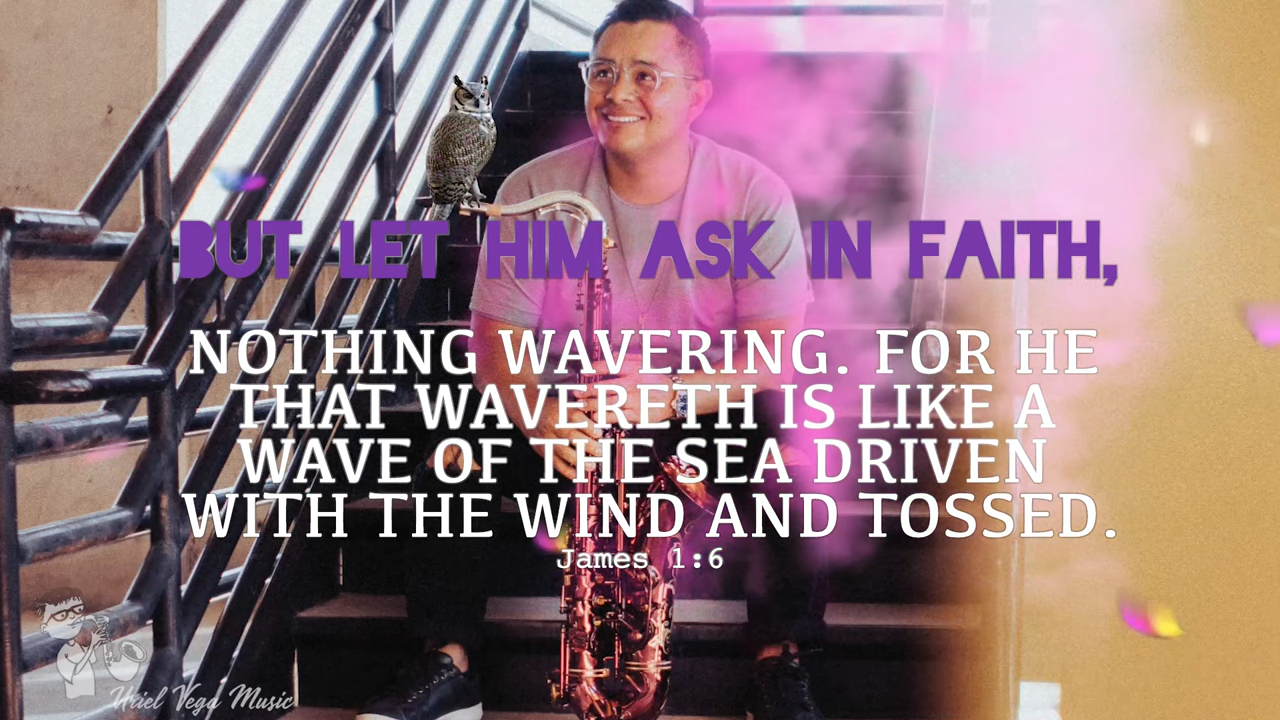 BUT LET HIM ASK IN FAITH,
NOTHING WAVERING. FOR HE
THAT WAVERETH IS LIKE A
WAVE OF THE SEA DRIVEN
WITH THE WIND AND TOSSED.
James 1:6
Uriel Vega Music